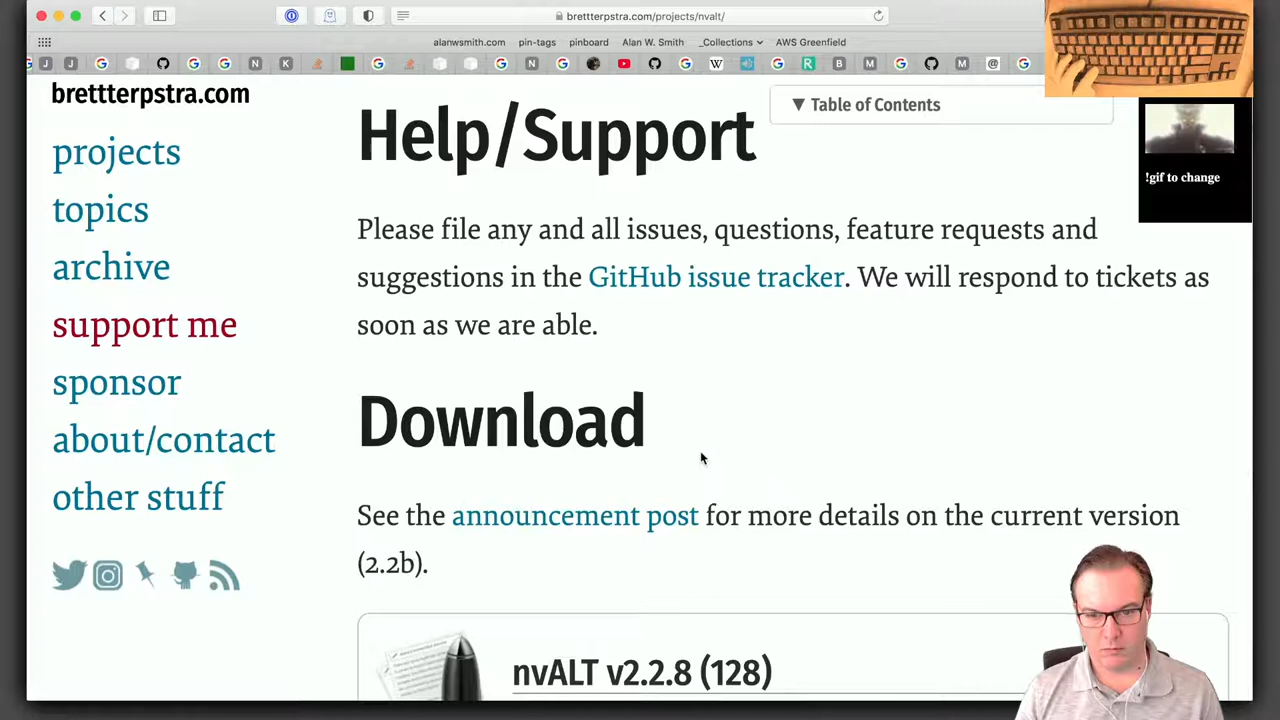 brettterpstra.com/projects/nvalt/
alanwsmith.com
pin-tags
pinboard
Alan W. Smith
_Collections
AWS Greenfield
brettterpstra.com
projects
topics
archive
support me
sponsor
about/contact
other stuff
▼ Table of Contents
Help/Support
Please file any and all issues, questions, feature requests and
suggestions in the GitHub issue tracker. We will respond to tickets as
soon as we are able.
Download
See the announcement post for more details on the current version
(2.2b).
nvALT v2.2.8 (128)
!gif to change